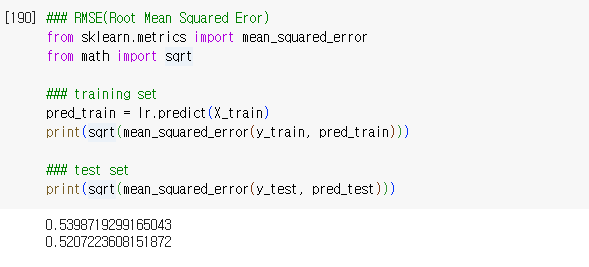 [190] ### RMSE(Root Mean Squared Eror)
from sklearn.metrics import mean_squared_error
from math import sqrt
### training set
pred_train = lr.predict(X_train)
print(sqrt(mean_squared_error(y_train, pred_train)))
### test set
print(sqrt(mean_squared_error(y_test, pred_test)))
0.5398719299165043
0.5207223608151872